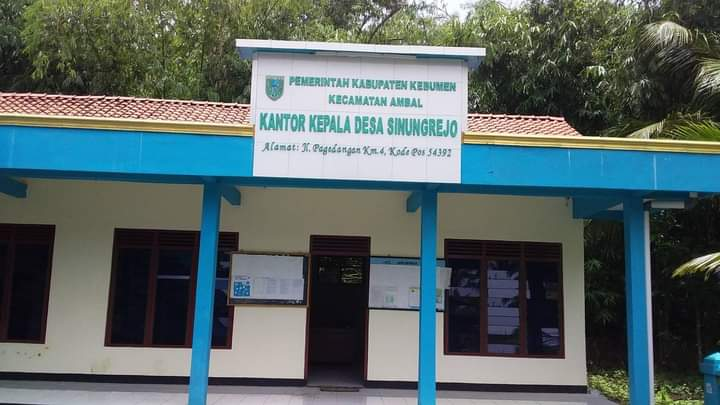 PEMERINTAH KABUPATEN KEBUMEN
KECAMATAN AMBAL
KANTOR KEPALA DESA SINUNGREJO
Alamat: Jl. Pagedangan Km.4, Kode Pos 54392